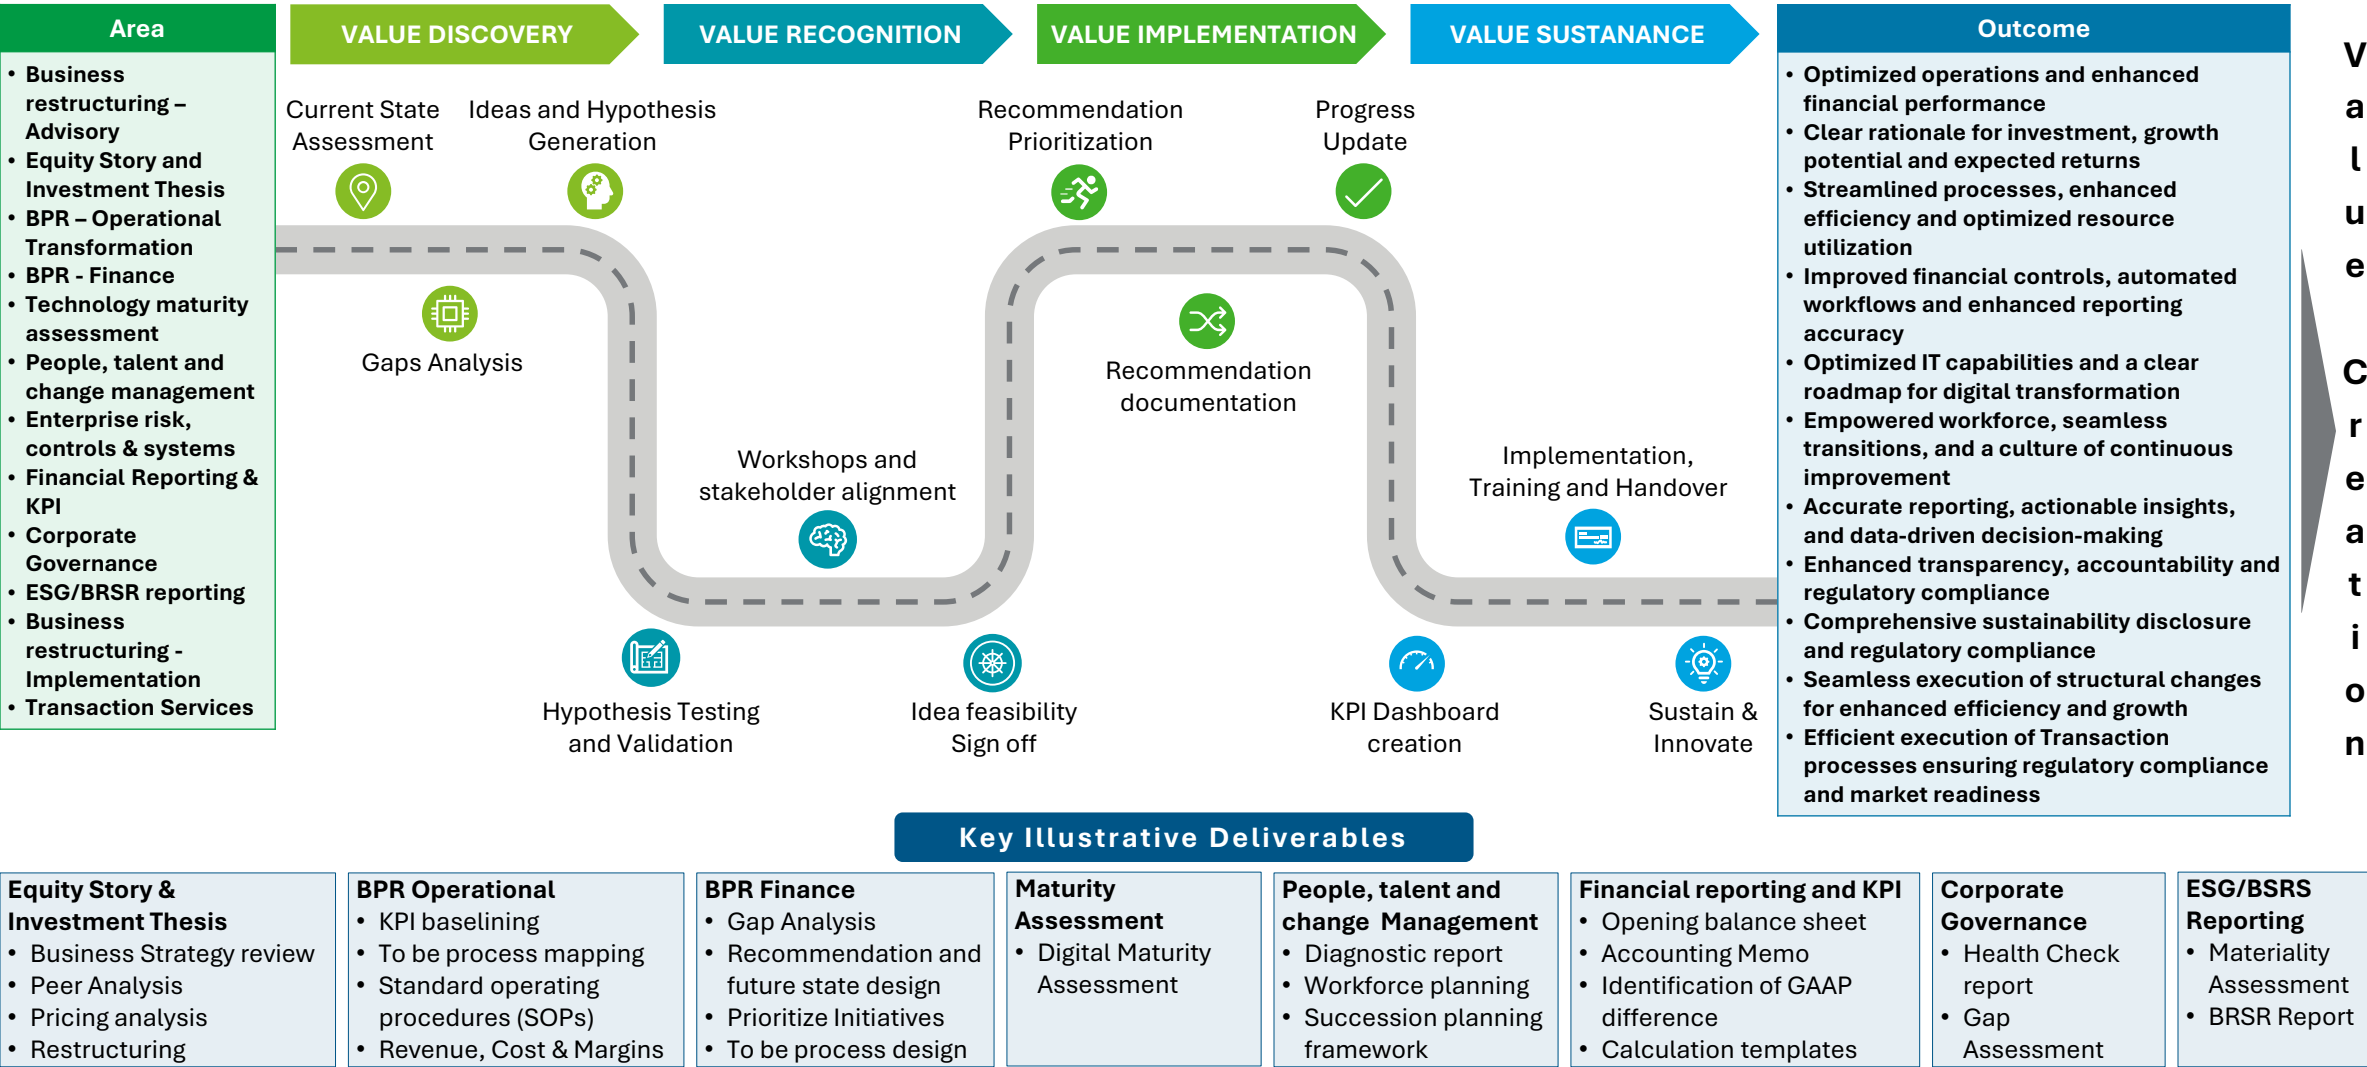 Area
• Business
restructuring –
Advisory
• Equity Story and
Investment Thesis
• BPR – Operational
Transformation
• BPR - Finance
• Technology maturity
assessment
• People, talent and
change management
• Enterprise risk,
controls & systems
• Financial Reporting &
KPI
• Corporate
Governance
• ESG/BRSR reporting
• Business
restructuring -
Implementation
• Transaction Services
VALUE DISCOVERY
VALUE RECOGNITION
VALUE IMPLEMENTATION
VALUE SUSTANANCE
Current State
Assessment
Ideas and Hypothesis
Generation
Gaps Analysis
Hypothesis Testing
and Validation
Workshops and
stakeholder alignment
Idea feasibility
Sign off
Recommendation
Prioritization
Recommendation
documentation
Progress
Update
KPI Dashboard
creation
Implementation,
Training and Handover
Sustain &
Innovate
Outcome
• Optimized operations and enhanced
financial performance
• Clear rationale for investment, growth
potential and expected returns
• Streamlined processes, enhanced
efficiency and optimized resource
utilization
• Improved financial controls, automated
workflows and enhanced reporting
accuracy
• Optimized IT capabilities and a clear
roadmap for digital transformation
• Empowered workforce, seamless
transitions, and a culture of continuous
improvement
• Accurate reporting, actionable insights,
and data-driven decision-making
• Enhanced transparency, accountability and
regulatory compliance
• Comprehensive sustainability disclosure
and regulatory compliance
• Seamless execution of structural changes
for enhanced efficiency and growth
• Efficient execution of Transaction
processes ensuring regulatory compliance
and market readiness
Value Creation
Key Illustrative Deliverables
Equity Story &
Investment Thesis
• Business Strategy review
• Peer Analysis
• Pricing analysis
• Restructuring
BPR Operational
• KPI baselining
• To be process mapping
• Standard operating
procedures (SOPs)
• Revenue, Cost & Margins
BPR Finance
• Gap Analysis
• Recommendation and
future state design
• Prioritize Initiatives
• To be process design
Maturity
Assessment
• Digital Maturity
Assessment
People, talent and
change Management
• Diagnostic report
• Workforce planning
• Succession planning
framework
Financial reporting and KPI
• Opening balance sheet
• Accounting Memo
• Identification of GAAP
difference
• Calculation templates
Corporate
Governance
• Health Check
report
• Gap
Assessment
ESG/BSRS
Reporting
• Materiality
Assessment
• BRSR Report